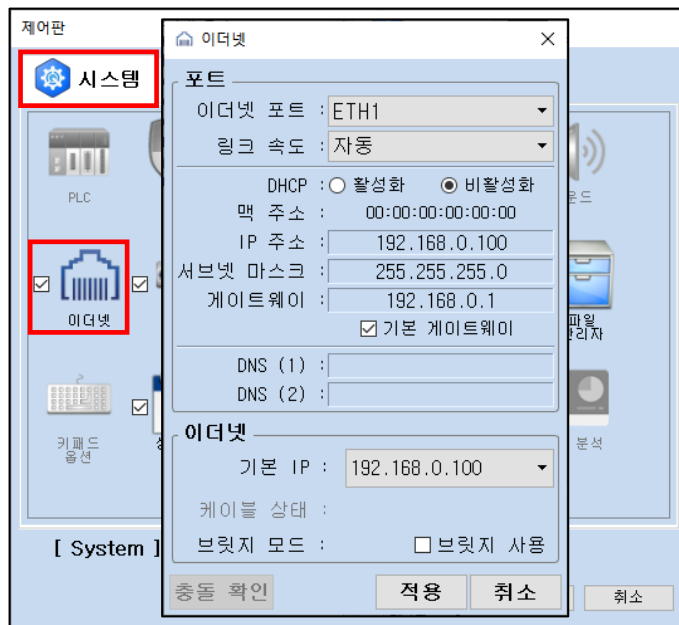 제어판
시스템
PLC
이더넷
키패드
옵션
[ System ]
이더넷
포트
이더넷 포트 : ETH1
링크 속도 : 자동
DHCP : 활성화 비활성화
맥 주소 : 00:00:00:00:00:00
IP 주소 : 192.168.0.100
서브넷 마스크 : 255.255.255.0
게이트웨이 : 192.168.0.1
기본 게이트웨이
DNS (1) :
DNS (2) :
이더넷
기본 IP : 192.168.0.100
케이블 상태 :
브릿지 모드 : 브릿지 사용
충돌 확인 적용 취소
파일
분석
취소